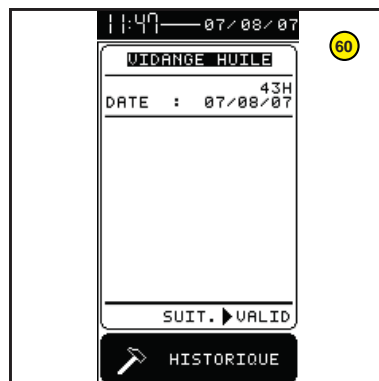 11:47 07/08/07
60
VIDANGE HUILE
43H
DATE : 07/08/07
SUIT.▶VALID
HISTORIQUE